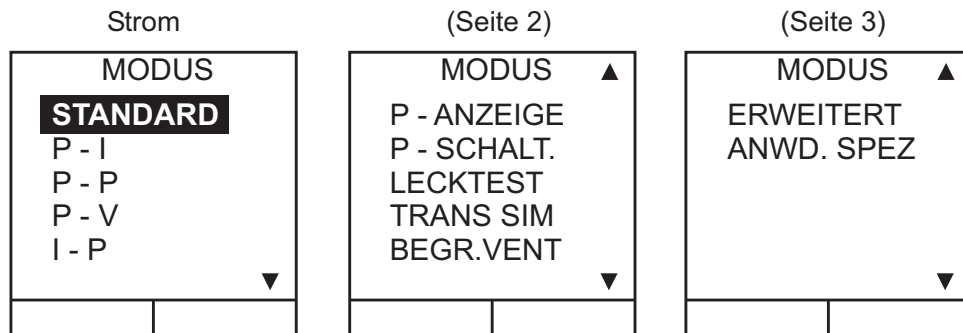 Strom
MODUS
STANDARD
P - I
P - P
P - V
I - P
▼
(Seite 2)
MODUS ▲
P - ANZEIGE
P - SCHALT.
LECKTEST
TRANS SIM
BEGR.VENT
▼
(Seite 3)
MODUS ▲
ERWEITERT
ANWD. SPEZ
▼